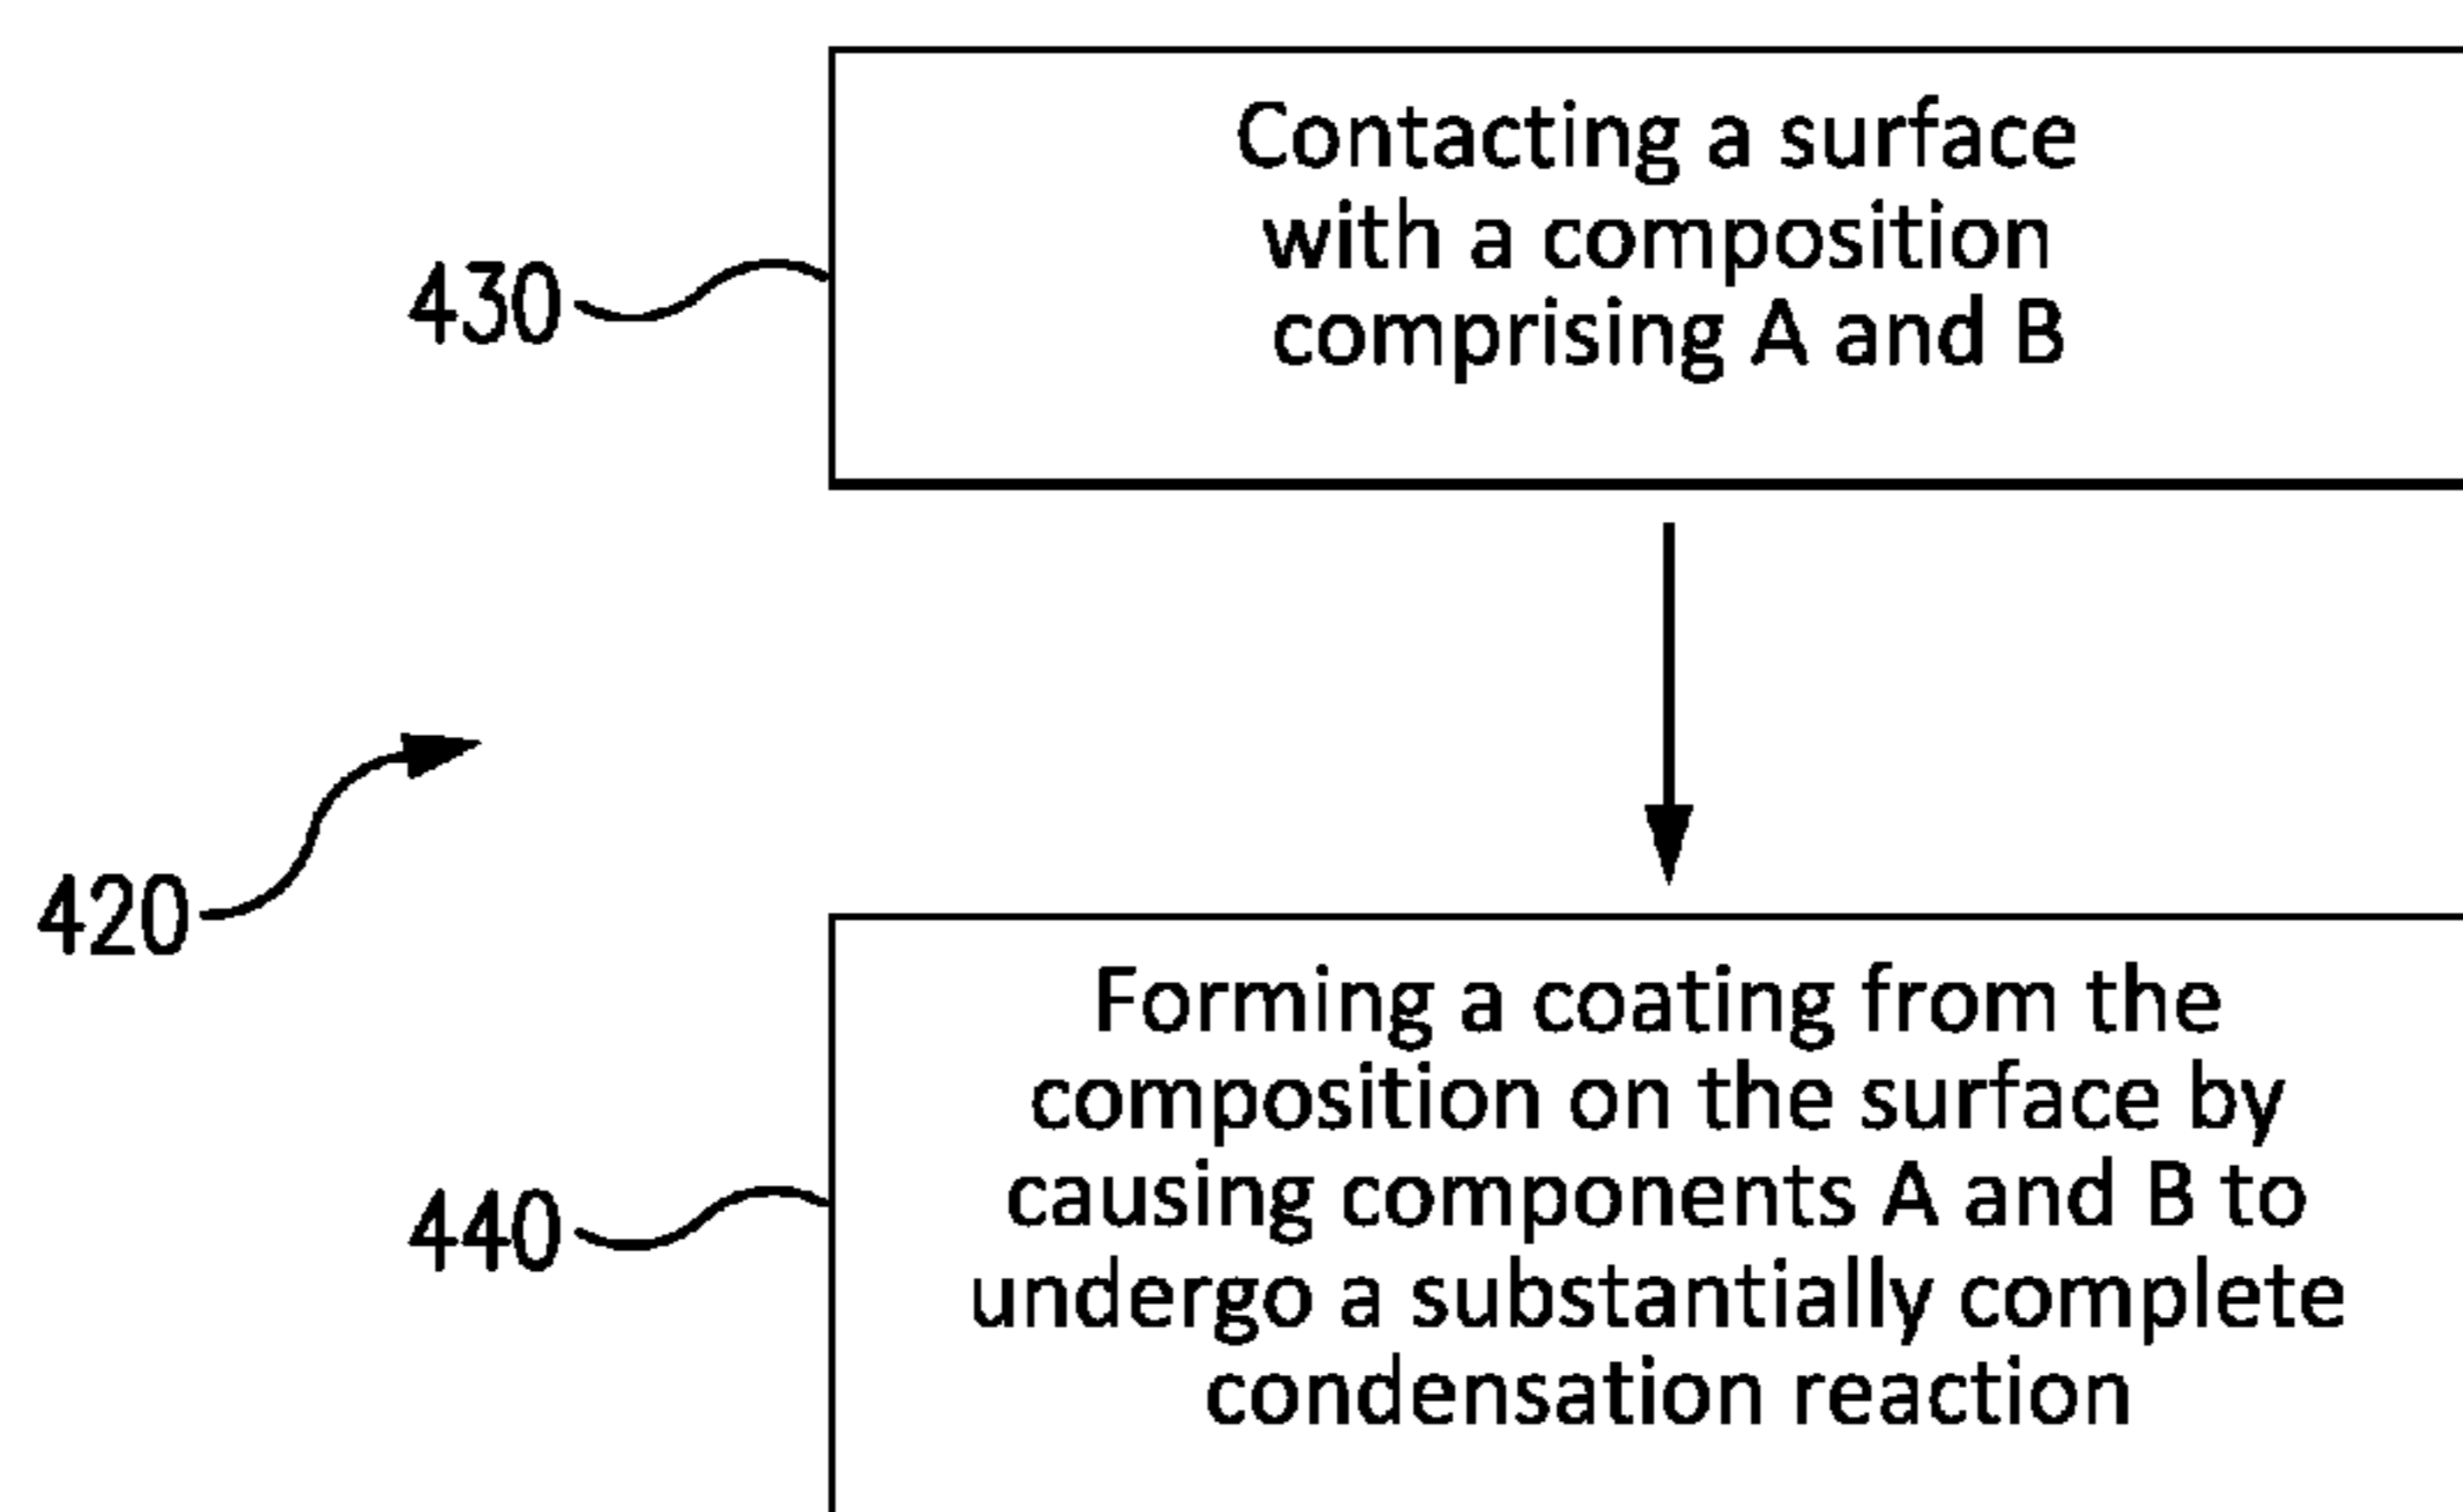 Contacting a surface
with a composition
comprising A and B
430
420
Forming a coating from the
composition on the surface by
causing components A and B to
undergo a substantially complete
condensation reaction
440